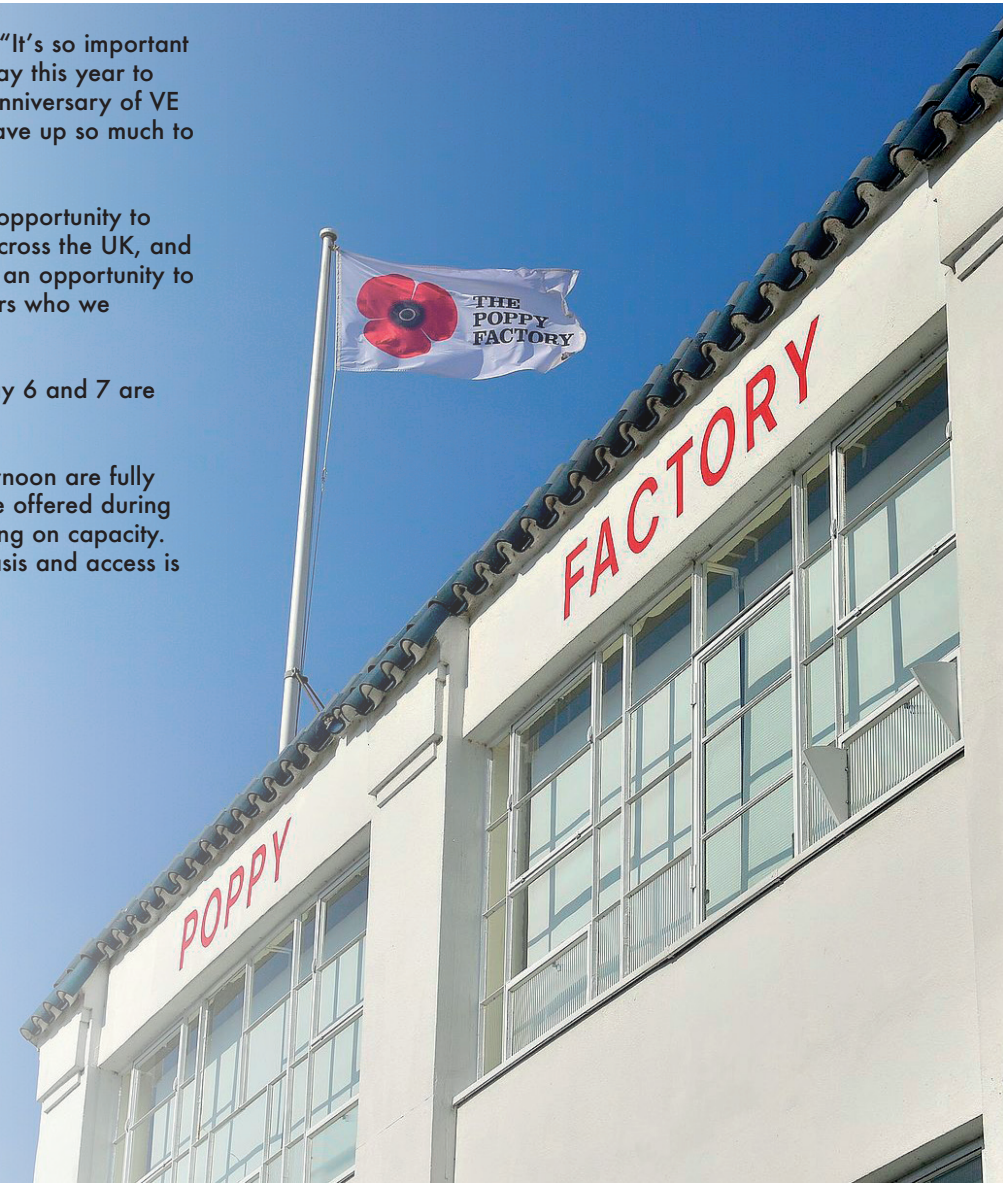 “It’s so important
ay this year to
nniversary of VE
ave up so much to
opportunity to
cross the UK, and
an opportunity to
rs who we
y 6 and 7 are
rnoon are fully
e offered during
ng on capacity.
asis and access is
THE
POPPY
FACTORY
FACTORY
POPPY